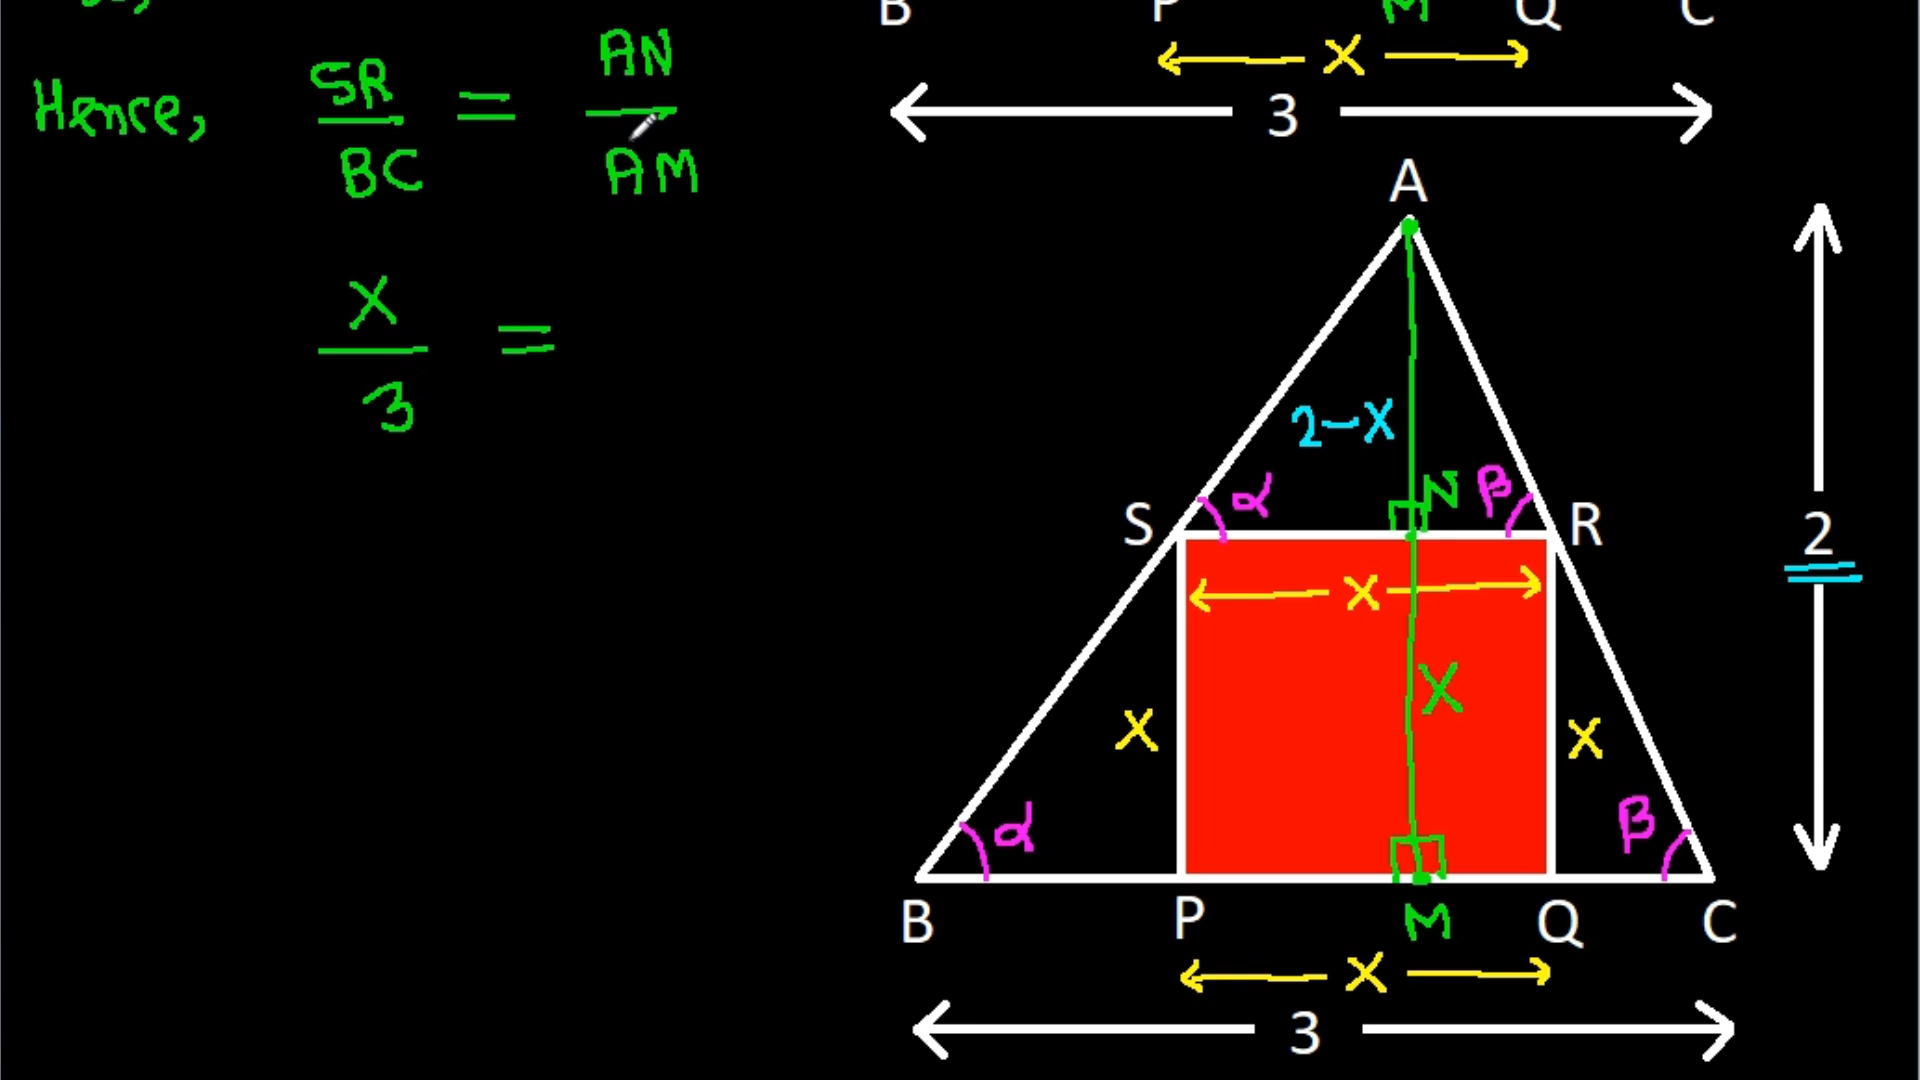 B P M Q C
x
3
Hence, SR/BC = AN/AM
x/3 =
A
2-x
S α N β R
2
x
x x x
α β
B P M Q C
x
3